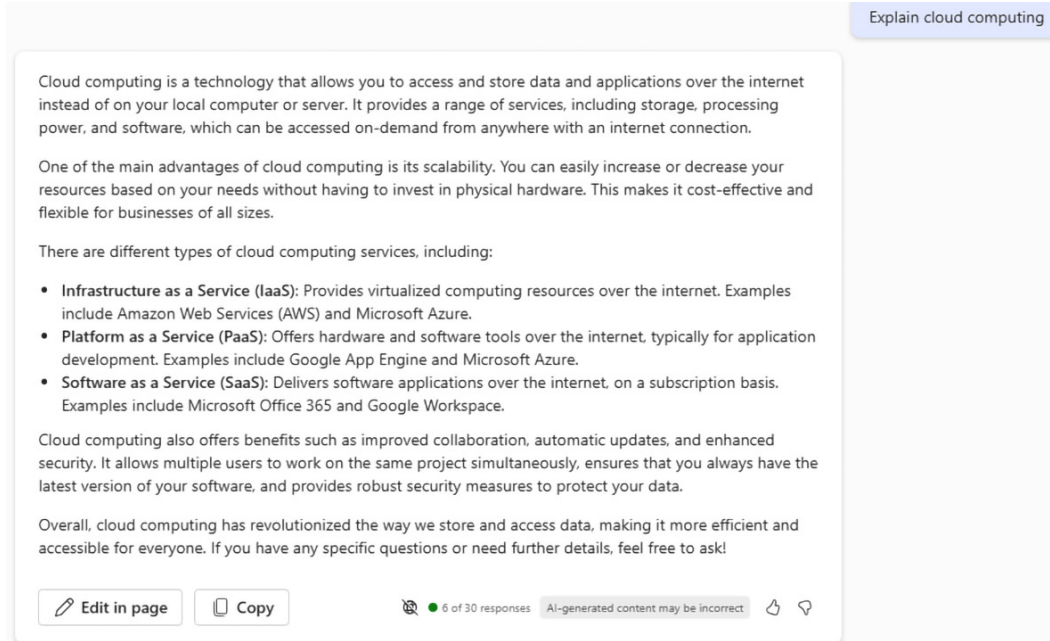 Explain cloud computing
Cloud computing is a technology that allows you to access and store data and applications over the internet
instead of on your local computer or server. It provides a range of services, including storage, processing
power, and software, which can be accessed on-demand from anywhere with an internet connection.
One of the main advantages of cloud computing is its scalability. You can easily increase or decrease your
resources based on your needs without having to invest in physical hardware. This makes it cost-effective and
flexible for businesses of all sizes.
There are different types of cloud computing services, including:
• Infrastructure as a Service (IaaS): Provides virtualized computing resources over the internet. Examples
include Amazon Web Services (AWS) and Microsoft Azure.
• Platform as a Service (PaaS): Offers hardware and software tools over the internet, typically for application
development. Examples include Google App Engine and Microsoft Azure.
• Software as a Service (SaaS): Delivers software applications over the internet, on a subscription basis.
Examples include Microsoft Office 365 and Google Workspace.
Cloud computing also offers benefits such as improved collaboration, automatic updates, and enhanced
security. It allows multiple users to work on the same project simultaneously, ensures that you always have the
latest version of your software, and provides robust security measures to protect your data.
Overall, cloud computing has revolutionized the way we store and access data, making it more efficient and
accessible for everyone. If you have any specific questions or need further details, feel free to ask!
Edit in page Copy 6 of 30 responses AI-generated content may be incorrect